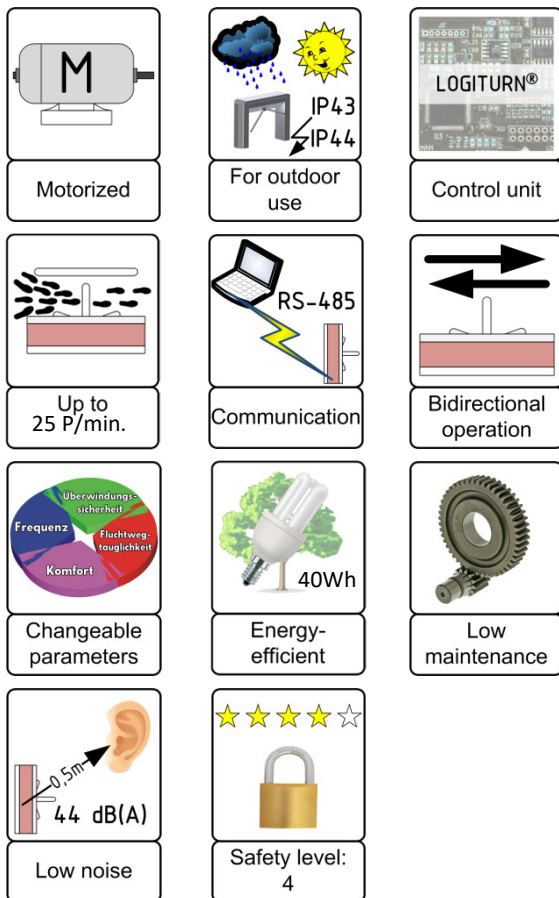 M
IP43
IP44
LOGITURN®
Motorized
For outdoor
use
Control unit
RS-485
Up to
25 P/min.
Communication
Bidirectional
operation
Überwindungs-
sicherheit
Frequenz
Fluchtweg-
tauglichkeit
Komfort
40Wh
Changeable
parameters
Energy-
efficient
Low
maintenance
0,5m
44 dB(A)
Low noise
Safety level:
4